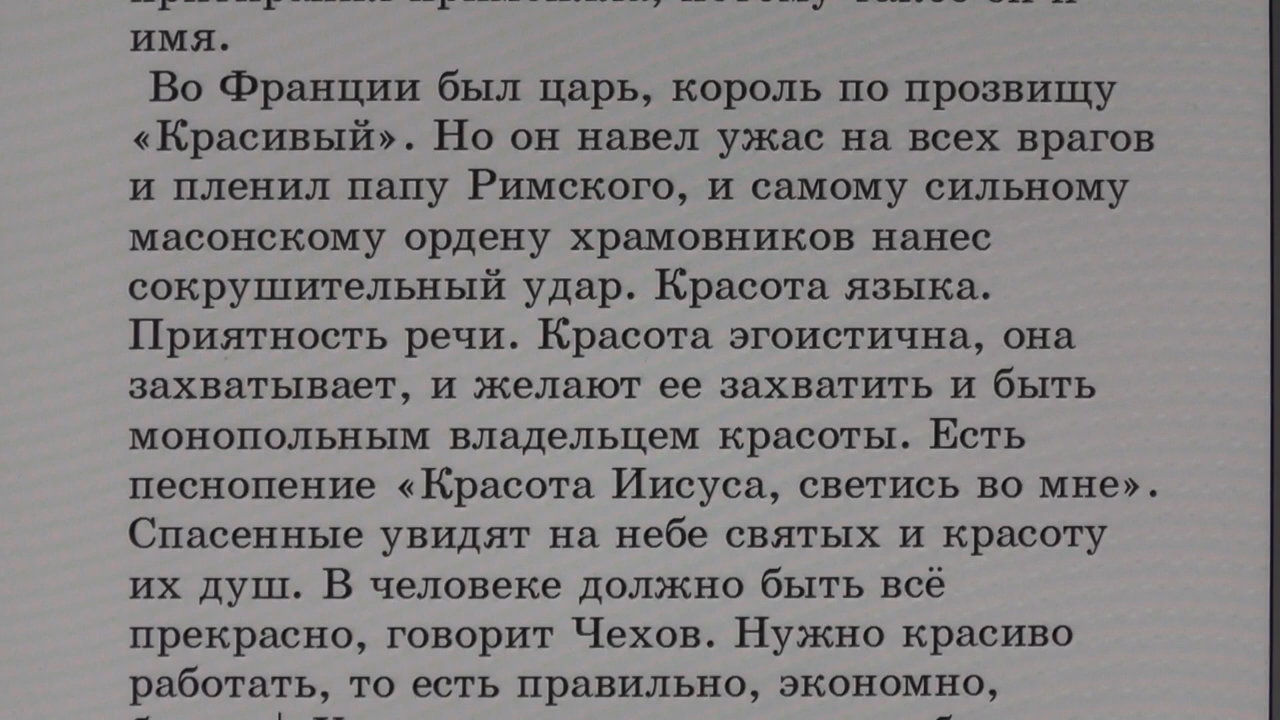 имя.
Во Франции был царь, король по прозвищу
«Красивый». Но он навел ужас на всех врагов
и пленил папу Римского, и самому сильному
масонскому ордену храмовников нанес
сокрушительный удар. Красота языка.
Приятность речи. Красота эгоистична, она
захватывает, и желают ее захватить и быть
монопольным владельцем красоты. Есть
песнопение «Красота Иисуса, светись во мне».
Спасенные увидят на небе святых и красоту
их душ. В человеке должно быть всё
прекрасно, говорит Чехов. Нужно красиво
работать, то есть правильно, экономно,